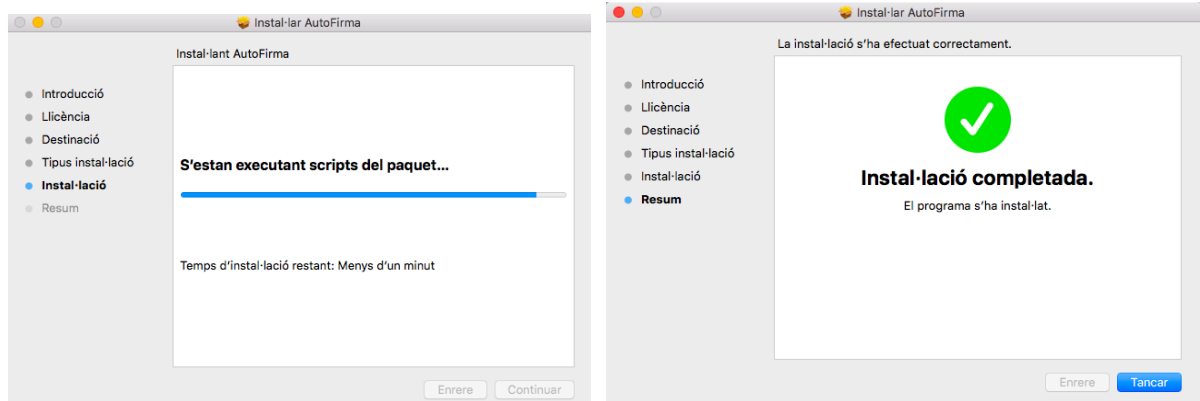 Instal·lar AutoFirma
Instal·lant AutoFirma
Introducció
Llicència
Destinació
Tipus instal·lació
Instal·lació
Resum
S'estan executant scripts del paquet...
Temps d'instal·lació restant: Menys d'un minut
Enrere
Continuar
Instal·lar AutoFirma
La instal·lació s'ha efectuat correctament.
Introducció
Llicència
Destinació
Tipus instal·lació
Instal·lació
Resum
Instal·lació completada.
El programa s'ha instal·lat.
Enrere
Tancar